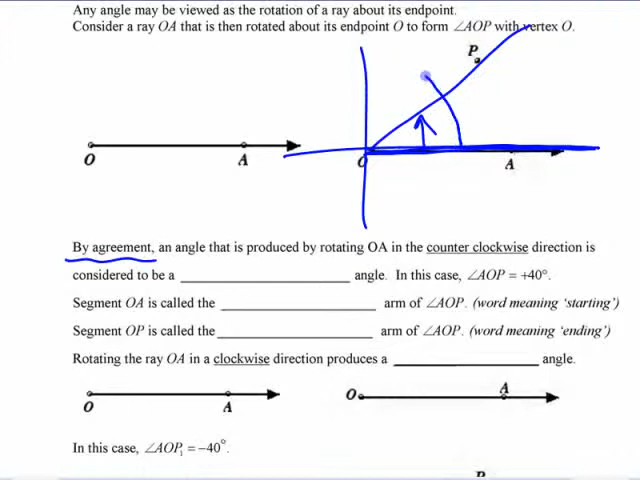 Any angle may be viewed as the rotation of a ray about its endpoint.
Consider a ray OA that is then rotated about its endpoint O to form ∠AOP with vertex O.
P
O A O A
By agreement, an angle that is produced by rotating OA in the counter clockwise direction is
considered to be a ______________________ angle. In this case, ∠AOP = +40°.
Segment OA is called the ____________________ arm of ∠AOP. (word meaning ‘starting’)
Segment OP is called the ____________________ arm of ∠AOP. (word meaning ‘ending’)
Rotating the ray OA in a clockwise direction produces a ___________________ angle.
O A O A
In this case, ∠AOP₁ = −40°.
P